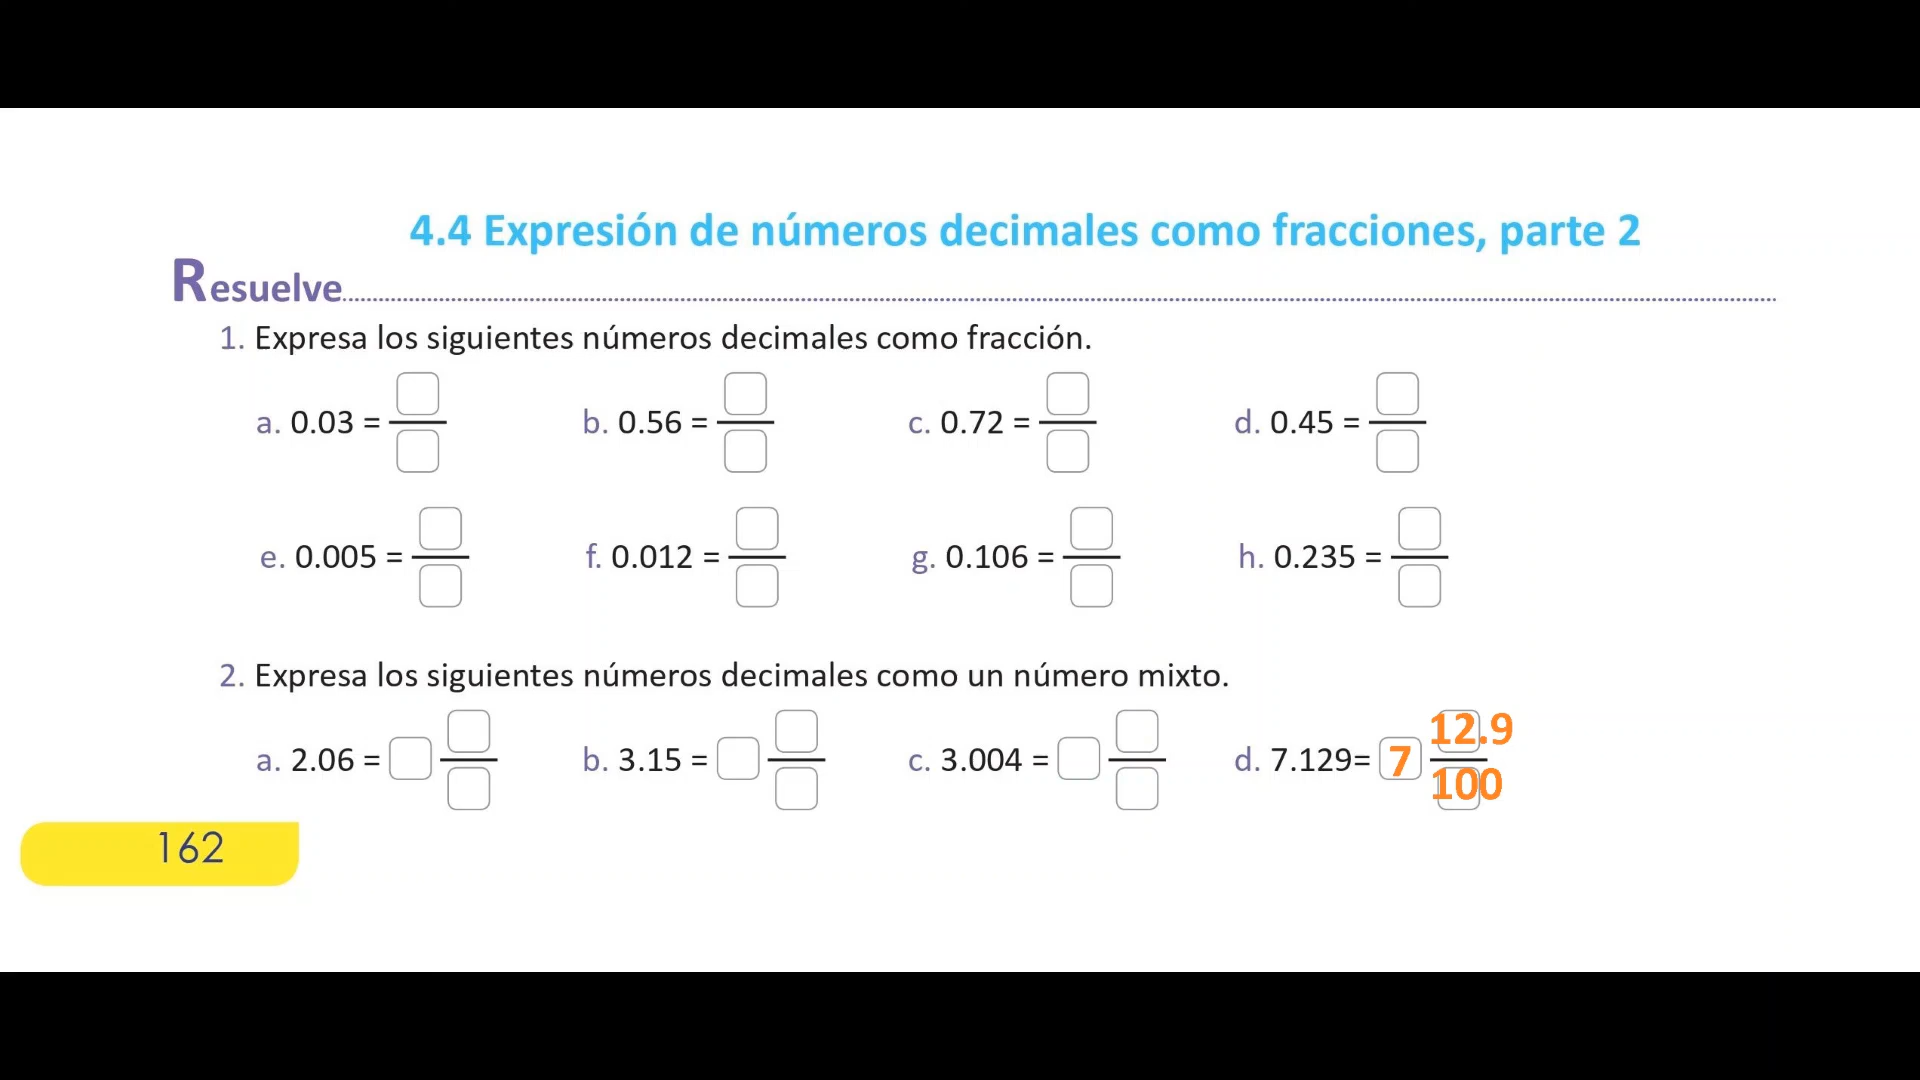 4.4 Expresión de números decimales como fracciones, parte 2
Resuelve
1. Expresa los siguientes números decimales como fracción.
a. 0.03 =
b. 0.56 =
c. 0.72 =
d. 0.45 =
e. 0.005 =
f. 0.012 =
g. 0.106 =
h. 0.235 =
2. Expresa los siguientes números decimales como un número mixto.
a. 2.06 =
b. 3.15 =
c. 3.004 =
d. 7.129= 7 12.9
100
162